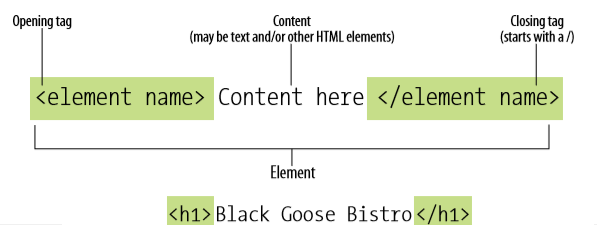 Opening tag
Content
(may be text and/or other HTML elements)
Closing tag
(starts with a /)
<element name> Content here </element name>
Element
<h1>Black Goose Bistro</h1>